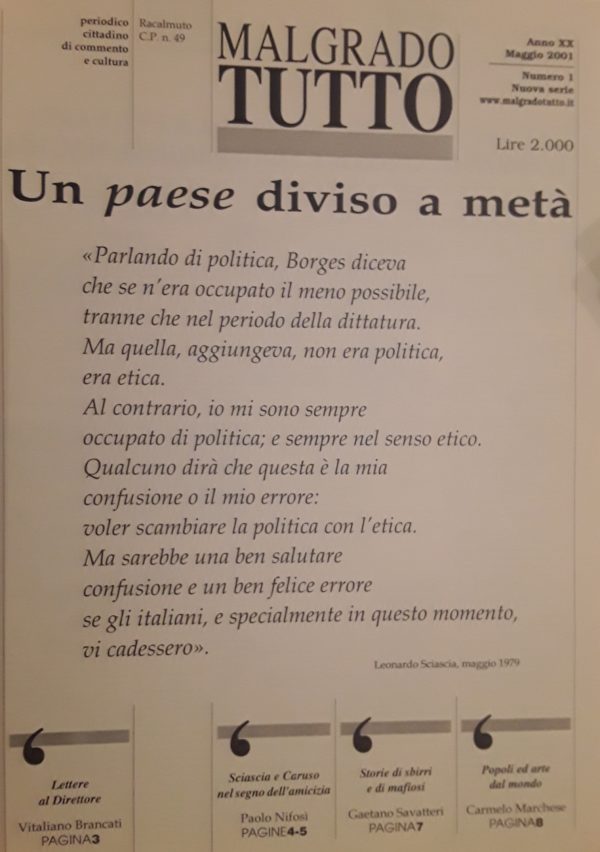 periodico
cittadino
di commento
e cultura
Racalmuto
C.P. n. 49
MALGRADO
TUTTO
Anno XX
Maggio 2001
Numero 1
Nuova serie
www.malgradotutto.it
Lire 2.000
Un paese diviso a metà
«Parlando di politica, Borges diceva
che se n'era occupato il meno possibile,
tranne che nel periodo della dittatura.
Ma quella, aggiungeva, non era politica,
era etica.
Al contrario, io mi sono sempre
occupato di politica; e sempre nel senso etico.
Qualcuno dirà che questa è la mia
confusione o il mio errore:
voler scambiare la politica con l'etica.
Ma sarebbe una ben salutare
confusione e un ben felice errore
se gli italiani, e specialmente in questo momento,
vi cadessero».
Leonardo Sciascia, maggio 1979
Lettere
al Direttore
Vitaliano Brancati
PAGINA3
Sciascia e Caruso
nel segno dell'amicizia
Paolo Nifosì
PAGINE4-5
Storie di sbirri
e di mafiosi
Gaetano Savatteri
PAGINA7
Popoli ed arte
dal mondo
Carmelo Marchese
PAGINA8